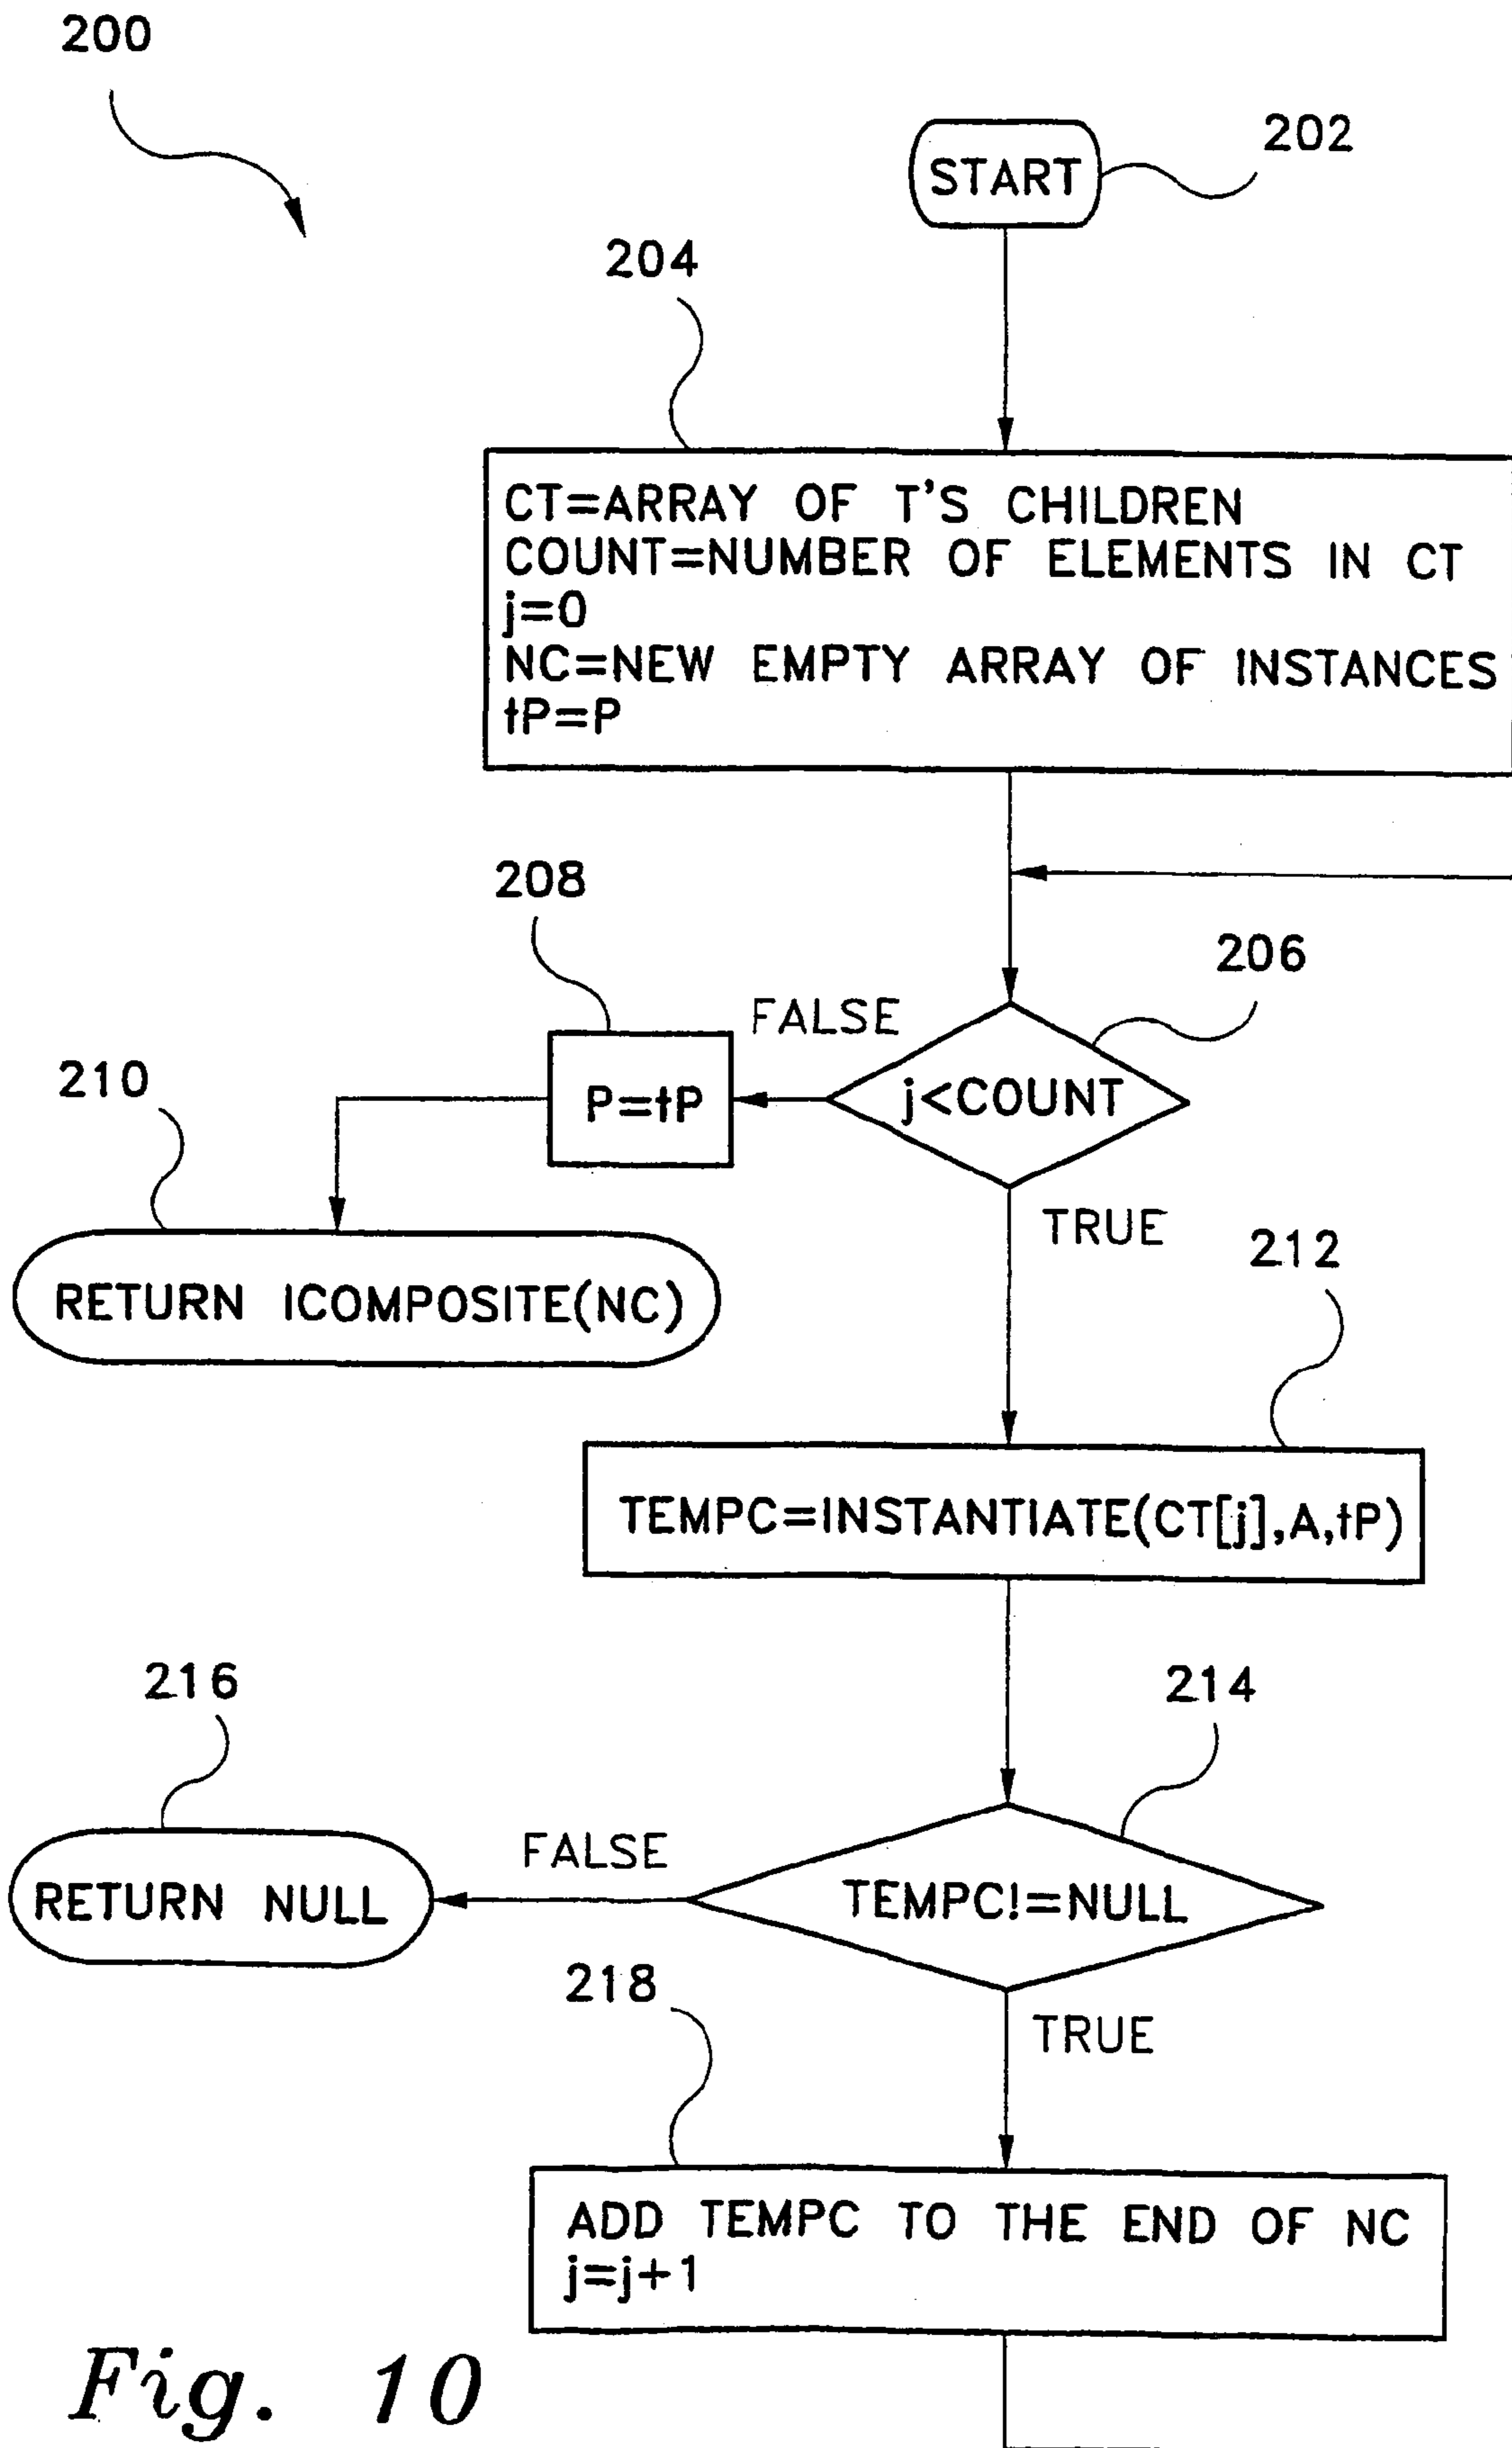 200
202
START
204
CT=ARRAY OF T'S CHILDREN
COUNT=NUMBER OF ELEMENTS IN CT
j=0
NC=NEW EMPTY ARRAY OF INSTANCES
tP=P
208
206
FALSE
210
P=tP
j<COUNT
TRUE
212
RETURN ICOMPOSITE(NC)
TEMPC=INSTANTIATE(CT[j],A,tP)
216
214
FALSE
RETURN NULL
TEMPC!=NULL
218
TRUE
ADD TEMPC TO THE END OF NC
j=j+1
Fig. 10